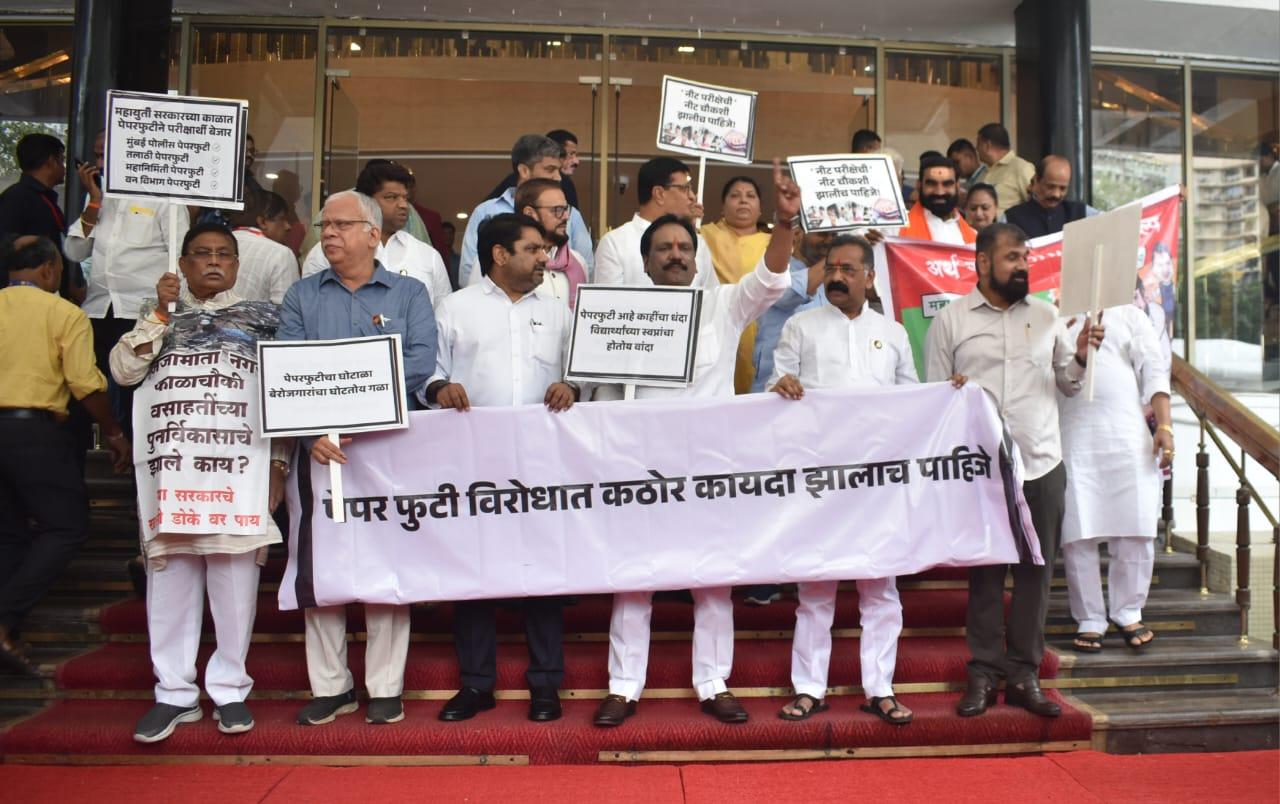 महायुती सरकारच्या काळात
पेपरफुटीने परीक्षार्थी बेजार
मुंबई पोलीस पेपरफुटी
तलाठी पेपरफुटी
महानिर्मिती पेपरफुटी
वन विभाग पेपरफुटी
'नीट परीक्षेची'
नीट चौकशी
झालीच पाहिजे!
'नीट परीक्षेची'
नीट चौकशी
झालीच पाहिजे!
अर्थ
पेपरफुटी आहे काहींचा धंदा
विद्यार्थ्यांच्या स्वप्नांचा
होतोय वांदा
पेपरफुटीचा घोटाळा
बेरोजगारांचा घोटतोय गळा
काळाचौकी
वसाहतींच्या
पुनर्विकासाचे
झाले काय?
सरकारचे
डोके वर पाय
पेपर फुटी विरोधात कठोर कायदा झालाच पाहिजे